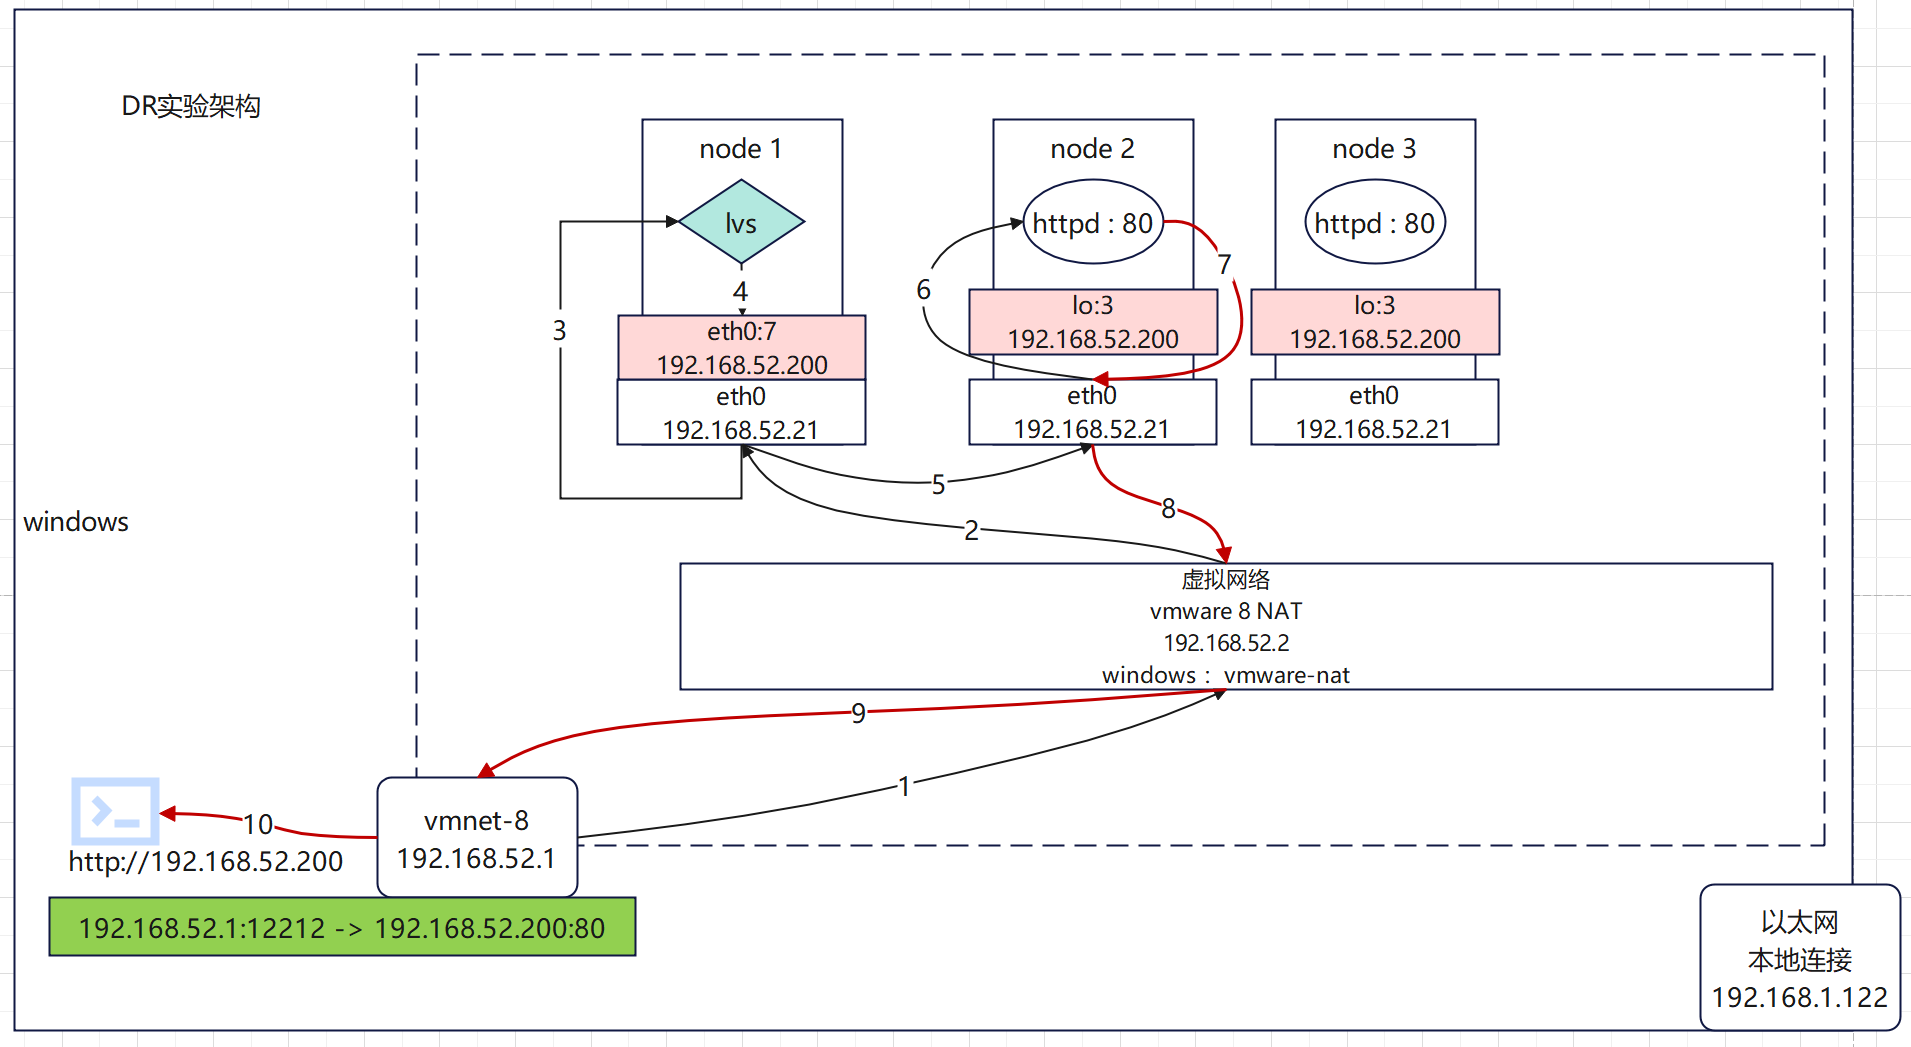 DR实验架构
node 1
node 2
node 3
lvs
httpd : 80
httpd : 80
4
7
6
3
eth0:7
192.168.52.200
lo:3
192.168.52.200
lo:3
192.168.52.200
eth0
192.168.52.21
eth0
192.168.52.21
eth0
192.168.52.21
5
8
2
windows
虚拟网络
vmware 8 NAT
192.168.52.2
windows： vmware-nat
9
1
10
http://192.168.52.200
vmnet-8
192.168.52.1
192.168.52.1:12212 -> 192.168.52.200:80
以太网
本地连接
192.168.1.122